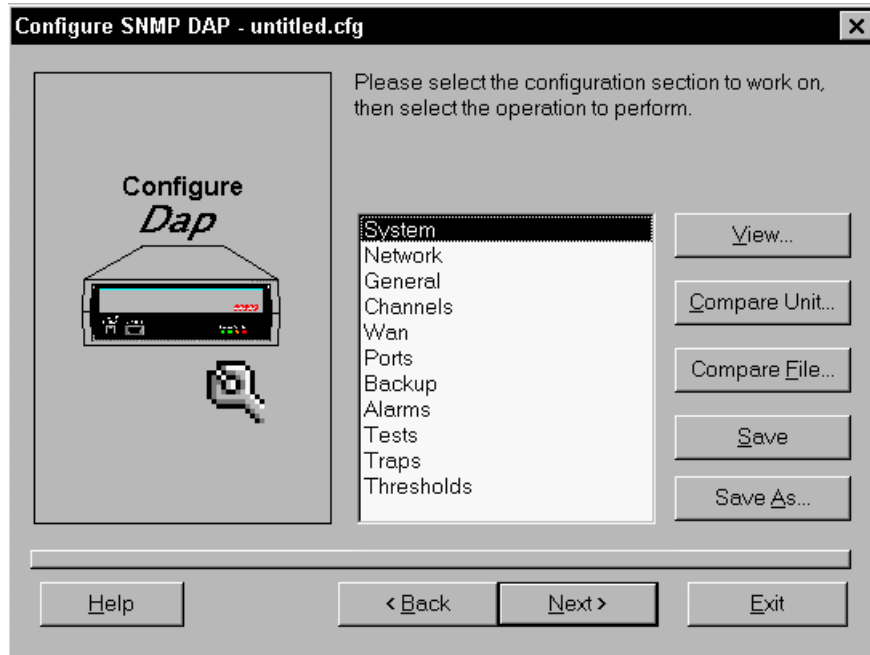 Configure SNMP DAP - untitled.cfg
Please select the configuration section to work on,
then select the operation to perform.
Configure
Dap
System
Network
General
Channels
Wan
Ports
Backup
Alarms
Tests
Traps
Thresholds
View...
Compare Unit...
Compare File...
Save
Save As...
Help
< Back
Next >
Exit